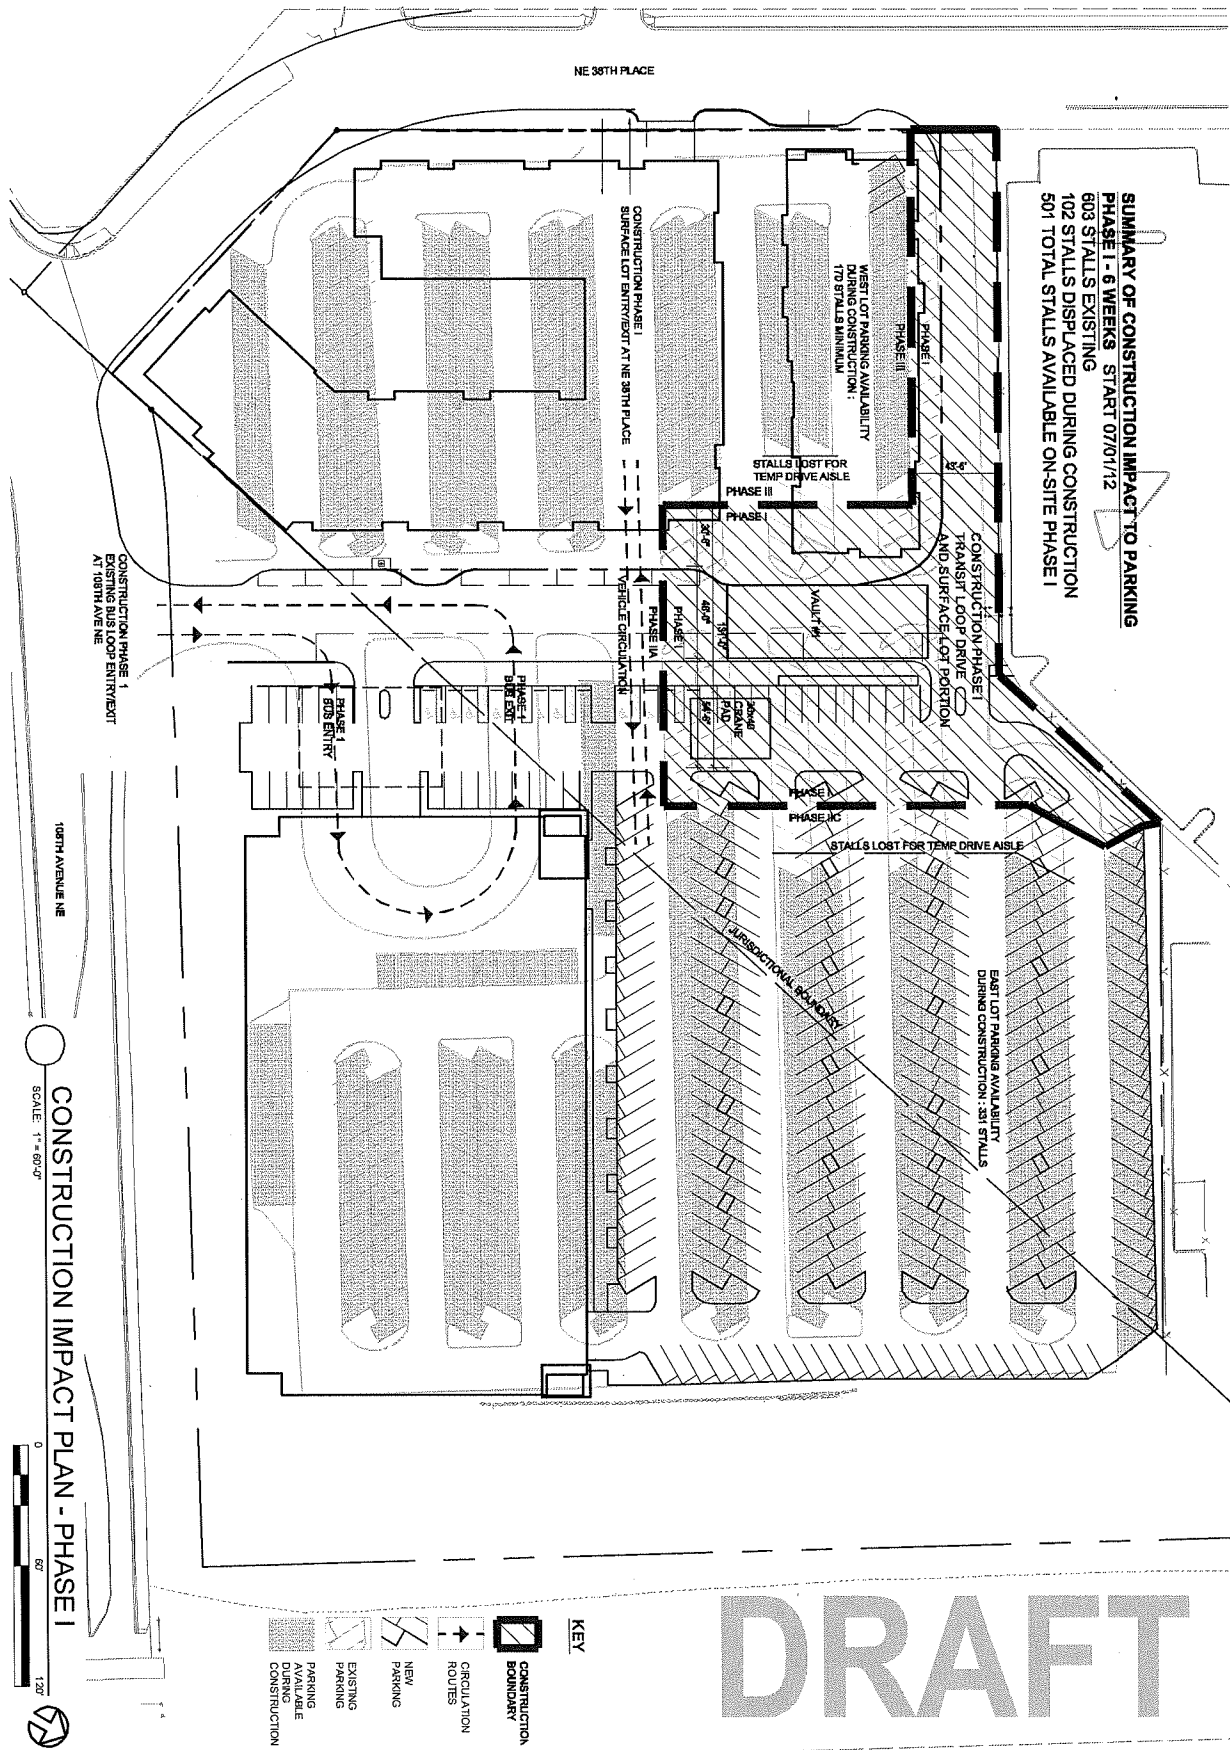 NE 38TH PLACE
SUMMARY OF CONSTRUCTION IMPACT TO PARKING
PHASE I - 6 WEEKS   START 07/01/12
603 STALLS EXISTING
102 STALLS DISPLACED DURING CONSTRUCTION
501 TOTAL STALLS AVAILABLE ON-SITE PHASE I
CONSTRUCTION PHASE I
SURFACE LOT ENTRY/EXIT AT NE 38TH PLACE
WEST LOT PARKING AVAILABILITY
DURING CONSTRUCTION :
170 STALLS MINIMUM
PHASE I
PHASE III
STALLS LOST FOR
TEMP DRIVE AISLE
PHASE III
PHASE I
43'-6"
CONSTRUCTION PHASE I
TRANSIT LOOP DRIVE
AND SURFACE LOT PORTION
VAULT #1
30'-6"
VEHICLE CIRCULATION
PHASE I
PHASE IIA
30x40
CRANE
PAD
PHASE I
PHASE IIC
STALLS LOST FOR TEMP DRIVE AISLE
CONSTRUCTION PHASE 1
EXISTING BUS LOOP ENTRY/EXIT
AT 108TH AVE NE
PHASE 1
BUS EXIT
PHASE 1
BUS ENTRY
JURISDICTIONAL BOUNDARY
EAST LOT PARKING AVAILABILITY
DURING CONSTRUCTION : 331 STALLS
108TH AVENUE NE
CONSTRUCTION IMPACT PLAN - PHASE I
SCALE: 1" = 60'-0"
0
60'
120'
KEY
CONSTRUCTION
BOUNDARY
CIRCULATION
ROUTES
NEW
PARKING
EXISTING
PARKING
PARKING
AVAILABLE
DURING
CONSTRUCTION
DRAFT